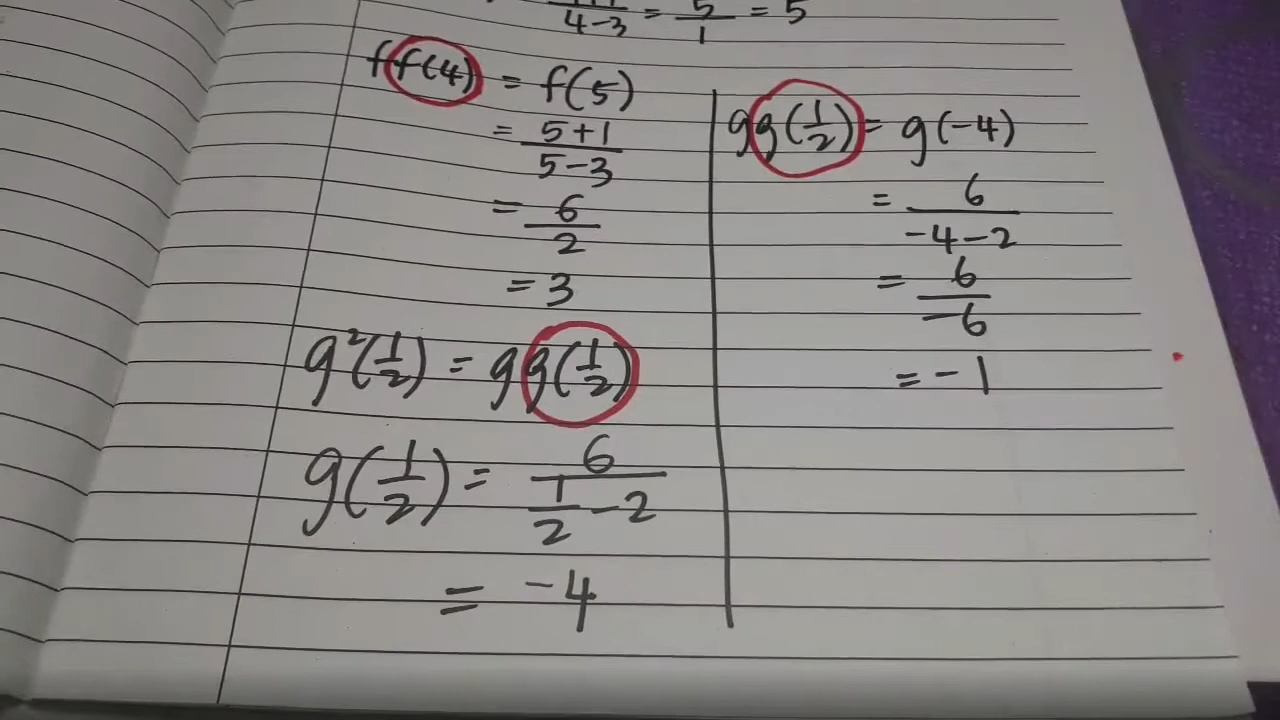 4-3 = 5/1 = 5
ff(4) = f(5)
= 5+1/5-3
= 6/2
= 3
g²(1/2) = gg(1/2)
g(1/2) = 6/(1/2 - 2)
= -4
gg(1/2) = g(-4)
= 6/-4-2
= 6/-6
= -1